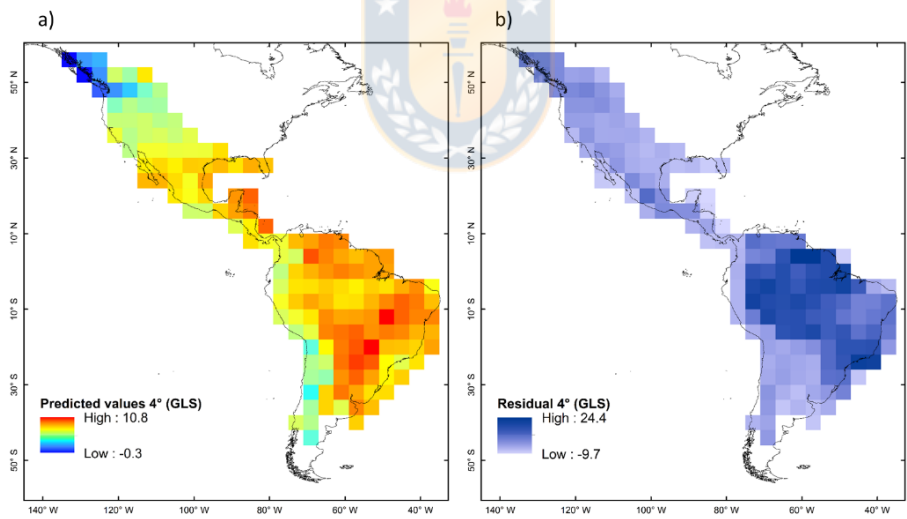 a)
b)
50° N
30° N
10° N
10° S
30° S
50° S
140° W
120° W
100° W
80° W
60° W
40° W
Predicted values 4° (GLS)
High : 10.8
Low : -0.3
50° N
30° N
10° N
10° S
30° S
50° S
140° W
120° W
100° W
80° W
60° W
40° W
Residual 4° (GLS)
High : 24.4
Low : -9.7